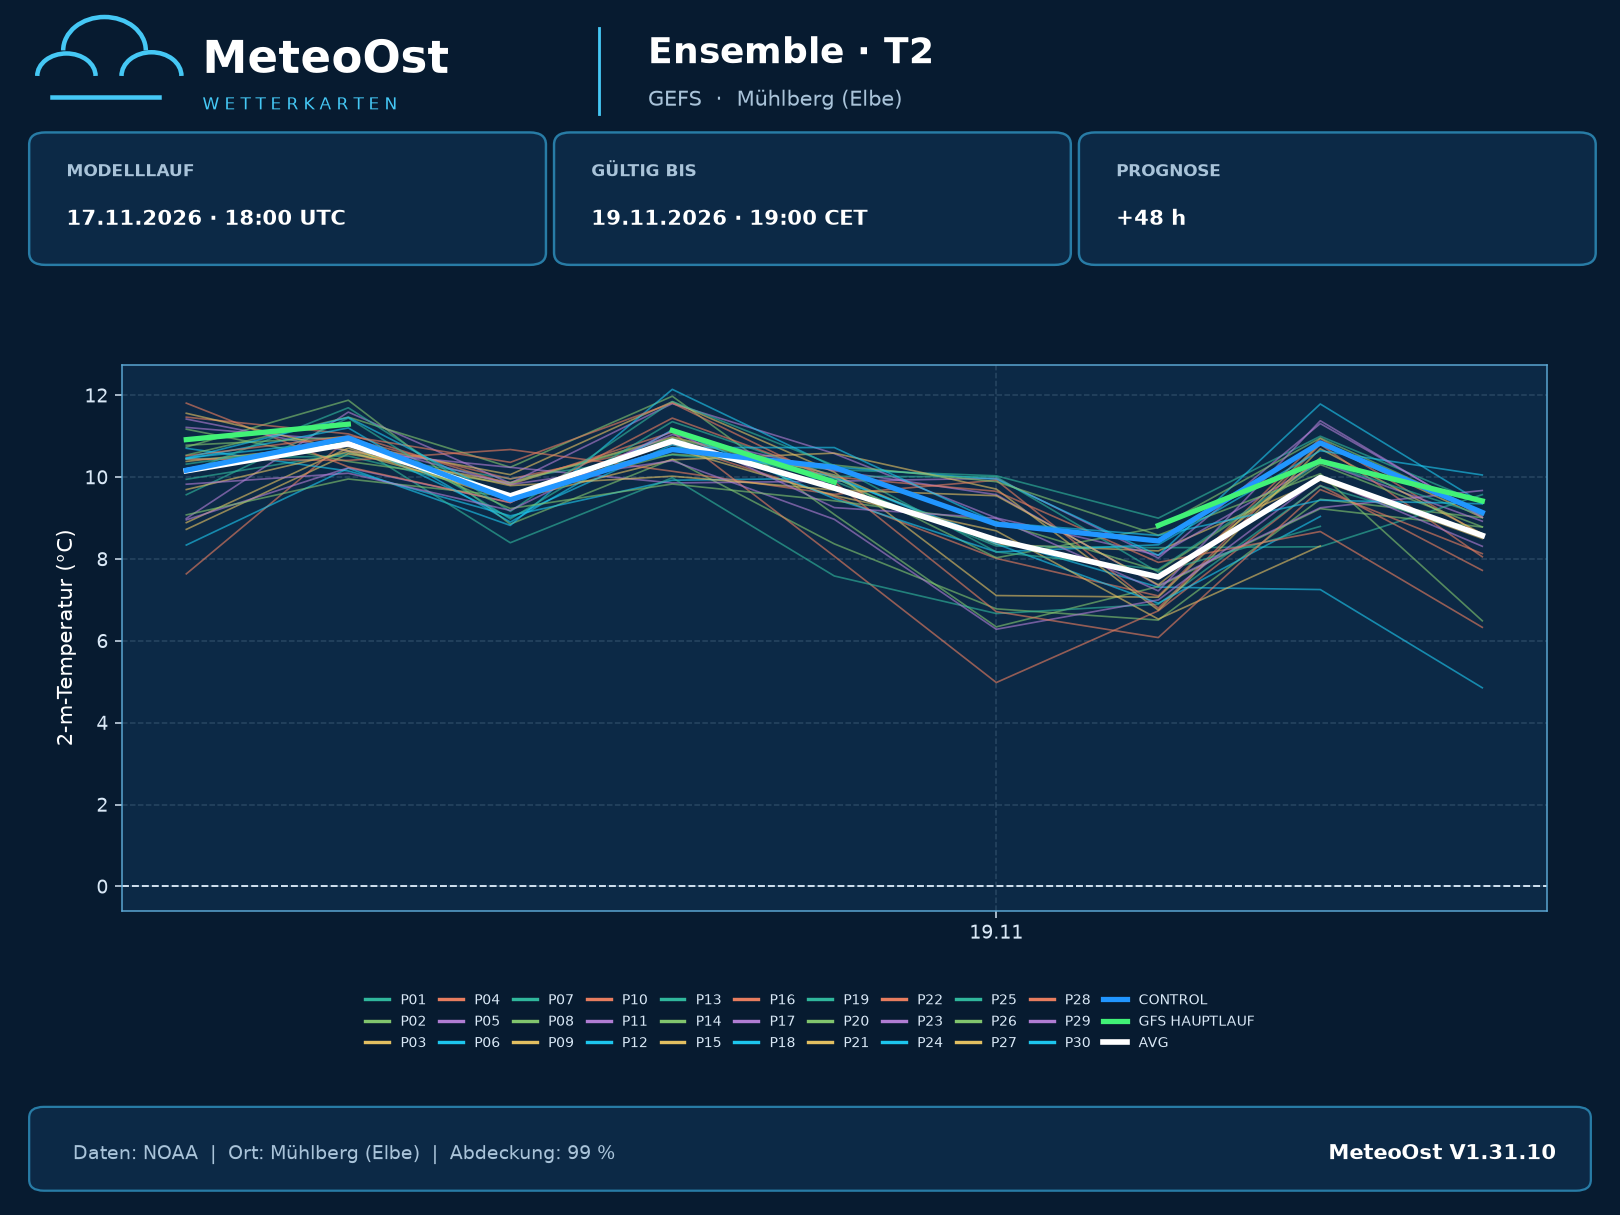 MeteoOst
WETTERKARTEN
Ensemble · T2
GEFS · Mühlberg (Elbe)
MODELLLAUF
17.11.2026 · 18:00 UTC
GÜLTIG BIS
19.11.2026 · 19:00 CET
PROGNOSE
+48 h
2-m-Temperatur (°C)
12
10
8
6
4
2
0
19.11
P01 P04 P07 P10 P13 P16 P19 P22 P25 P28 CONTROL
P02 P05 P08 P11 P14 P17 P20 P23 P26 P29 GFS HAUPTLAUF
P03 P06 P09 P12 P15 P18 P21 P24 P27 P30 AVG
Daten: NOAA | Ort: Mühlberg (Elbe) | Abdeckung: 99 %
MeteoOst V1.31.10